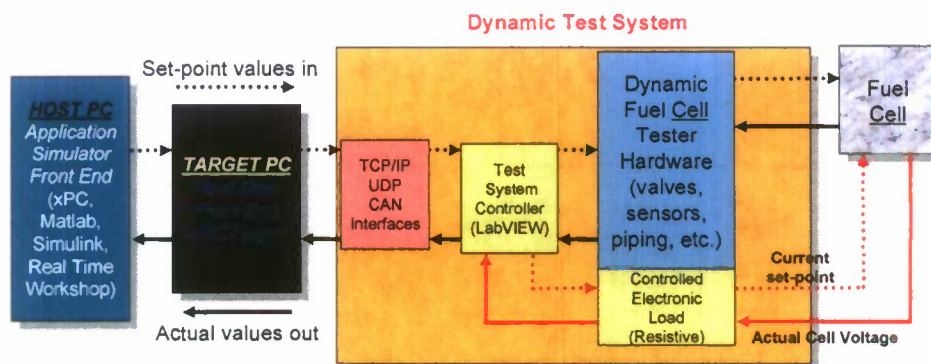 Dynamic Test System
Set-point values in
HOST PC
Application
Simulator
Front End
(xPC,
Matlab,
Simulink,
Real Time
Workshop)
TARGET PC
TCP/IP
UDP
CAN
Interfaces
Test
System
Controller
(LabVIEW)
Dynamic
Fuel Cell
Tester
Hardware
(valves,
sensors,
piping, etc.)
Fuel
Cell
Controlled
Electronic
Load
(Resistive)
Current
set-point
Actual Cell Voltage
Actual values out